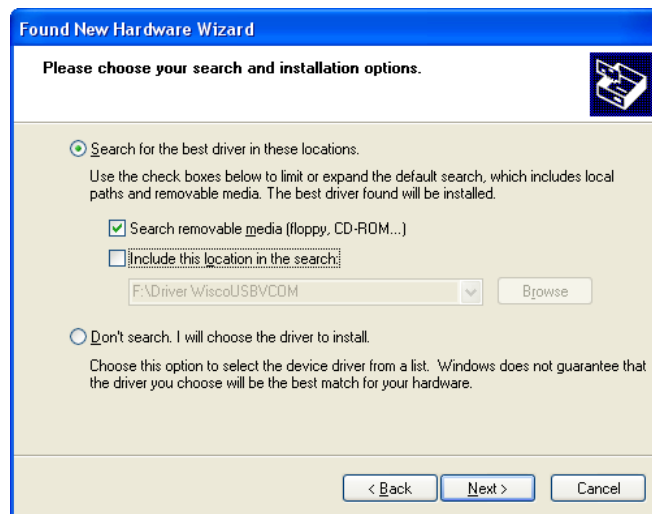 Found New Hardware Wizard
Please choose your search and installation options.
Search for the best driver in these locations.
Use the check boxes below to limit or expand the default search, which includes local
paths and removable media. The best driver found will be installed.
Search removable media (floppy, CD-ROM...)
Include this location in the search:
F:\Driver WiscoUSBVCOM
Browse
Don't search. I will choose the driver to install.
Choose this option to select the device driver from a list. Windows does not guarantee that
the driver you choose will be the best match for your hardware.
< Back
Next >
Cancel